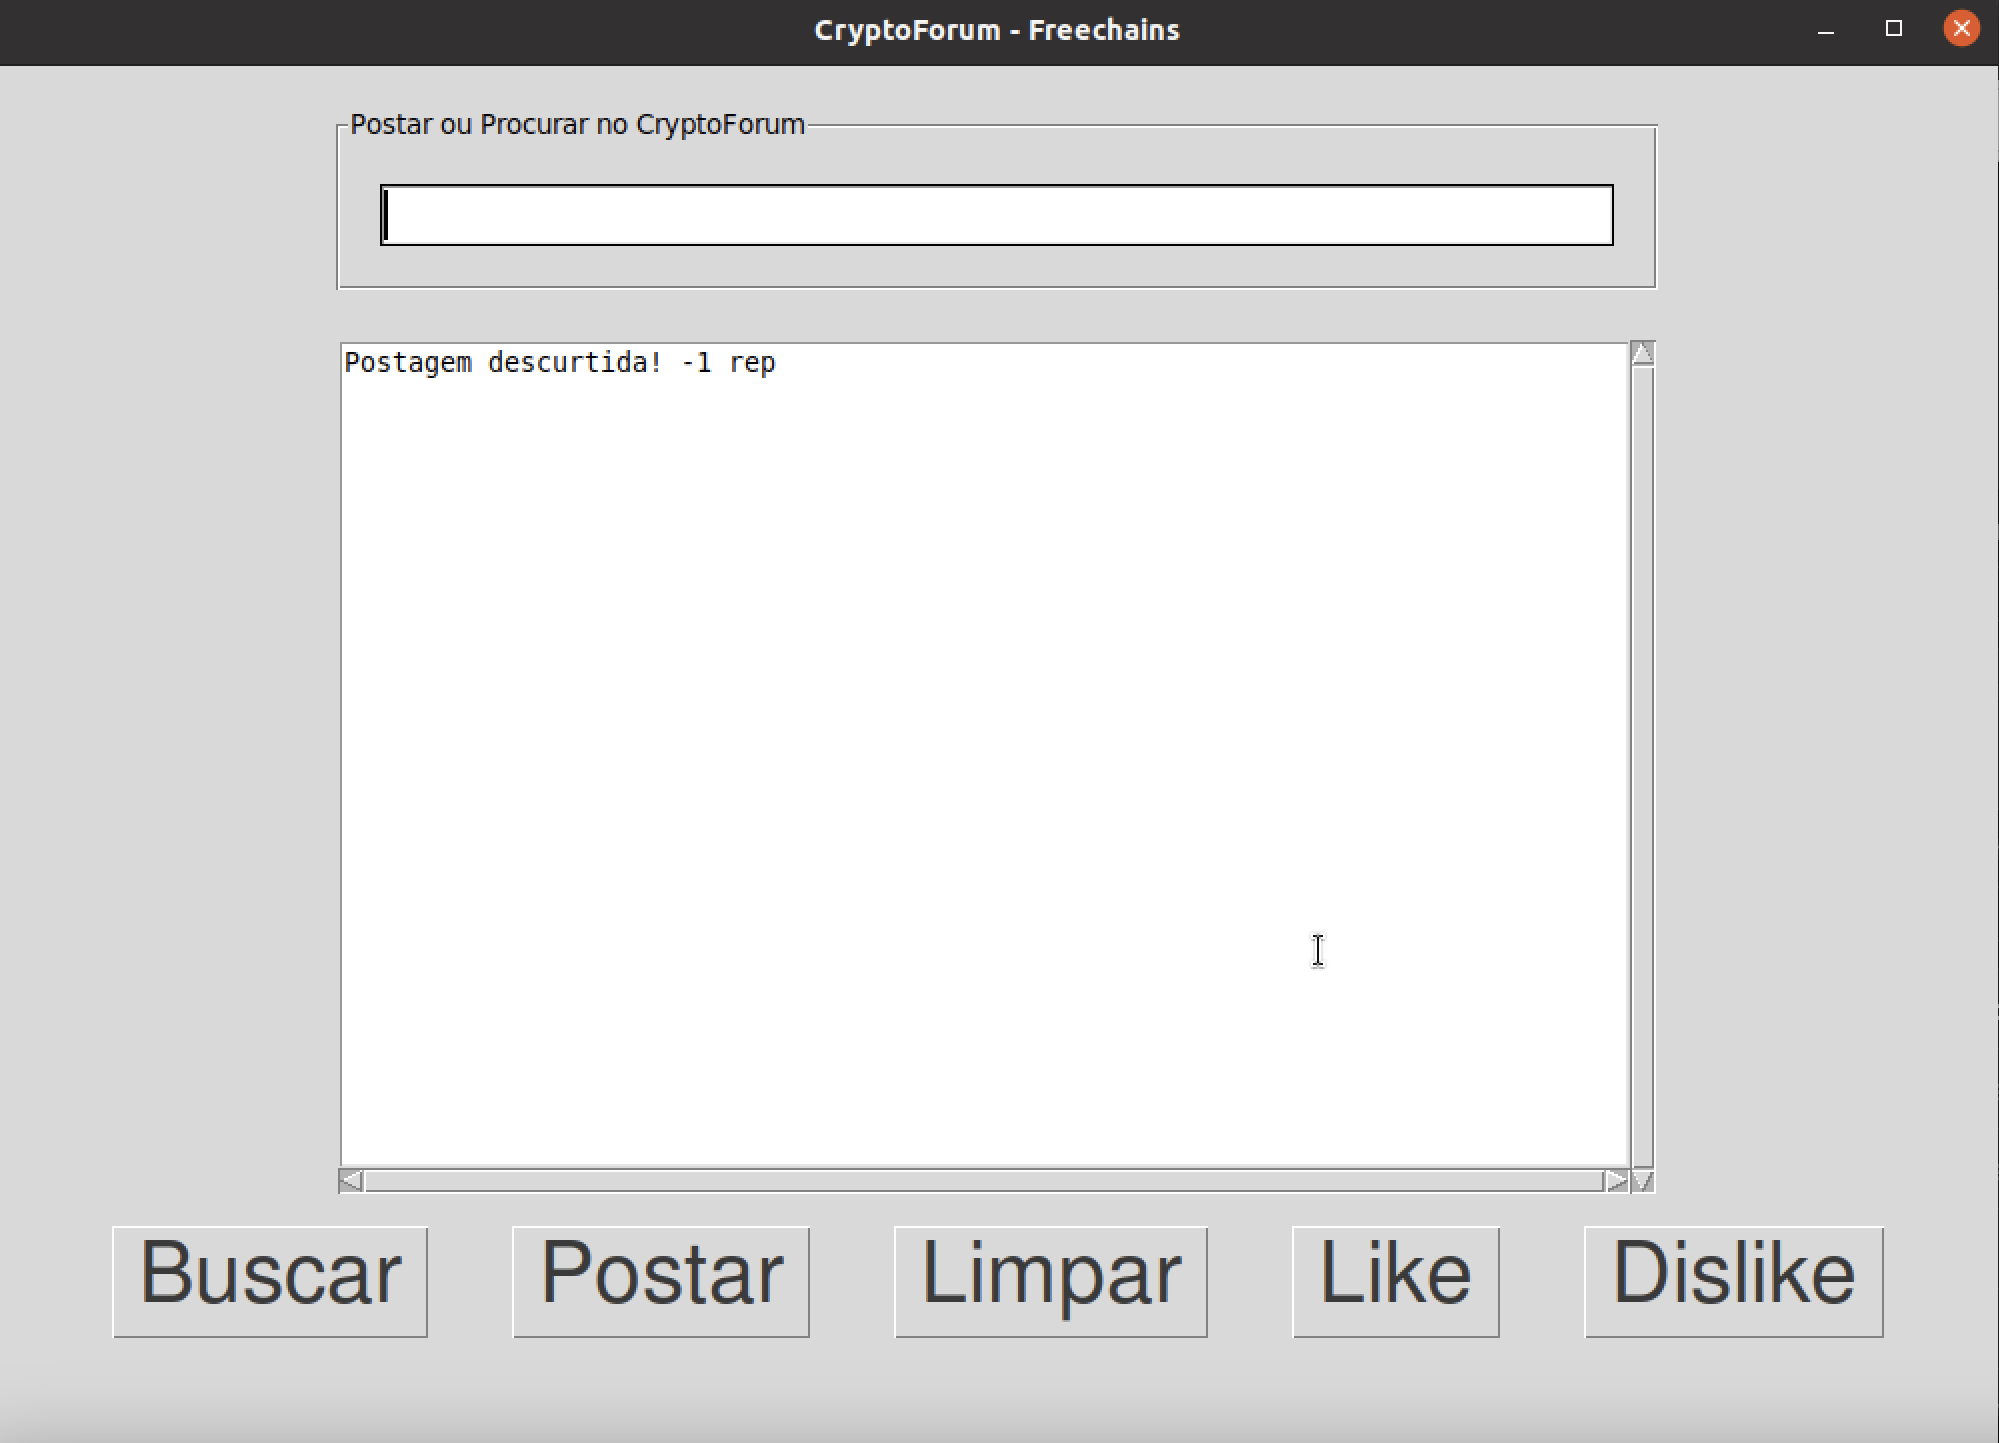 CryptoForum - Freechains
Postar ou Procurar no CryptoForum
Postagem descurtida! -1 rep
Buscar Postar Limpar Like Dislike